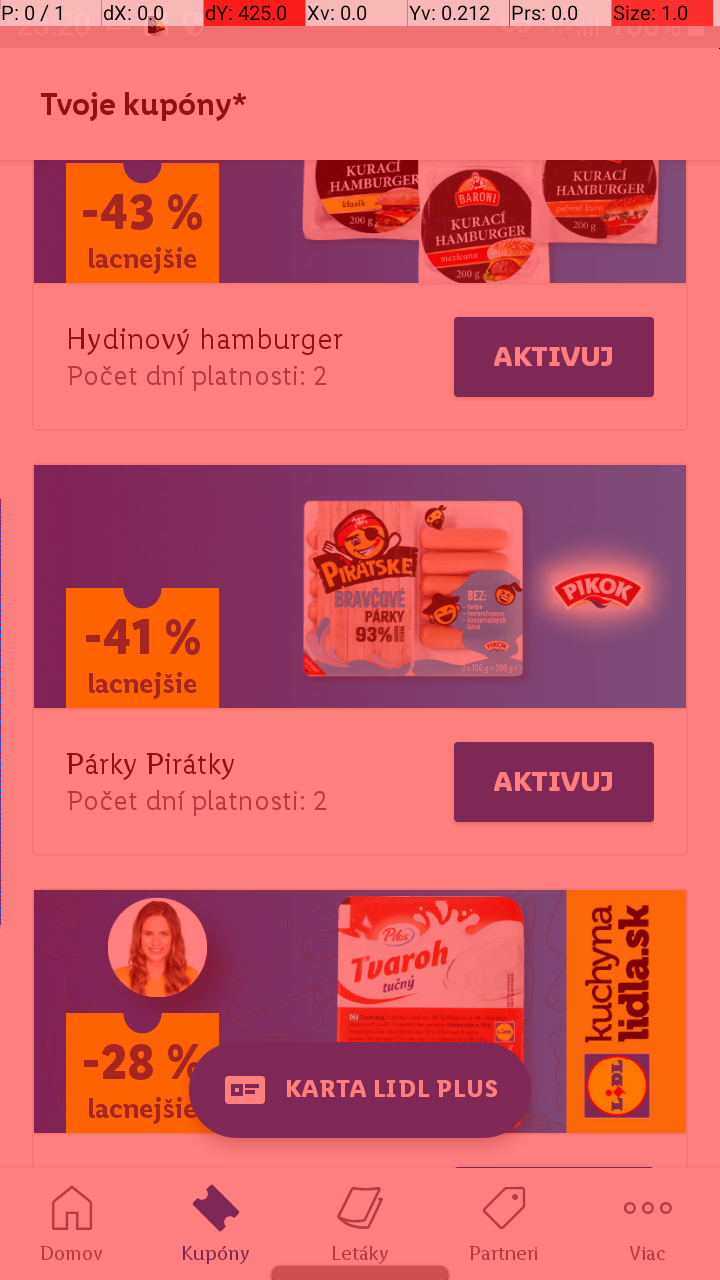 P: 0 / 1 dX: 0.0 dY: 425.0 Xv: 0.0 Yv: 0.212 Prs: 0.0 Size: 1.0
Tvoje kupóny*
-43 %
lacnejšie
KURACÍ
HAMBURGER
klasik
200 g
BARONI
KURACÍ
HAMBURGER
mexicana
200 g
KURACÍ
HAMBURGER
200 g
Hydinový hamburger
Počet dní platnosti: 2
AKTIVUJ
-41 %
lacnejšie
PIRÁTSKE
BRAVČOVÉ
PÁRKY
93%
BEZ:
PIKOK
2 x 100 g = 200 g
PIKOK
Párky Pirátky
Počet dní platnosti: 2
AKTIVUJ
-28 %
lacnejšie
Pilos
Tvaroh
tučný
kuchyna
lidla.sk
LIDL
KARTA LIDL PLUS
Domov
Kupóny
Letáky
Partneri
Viac